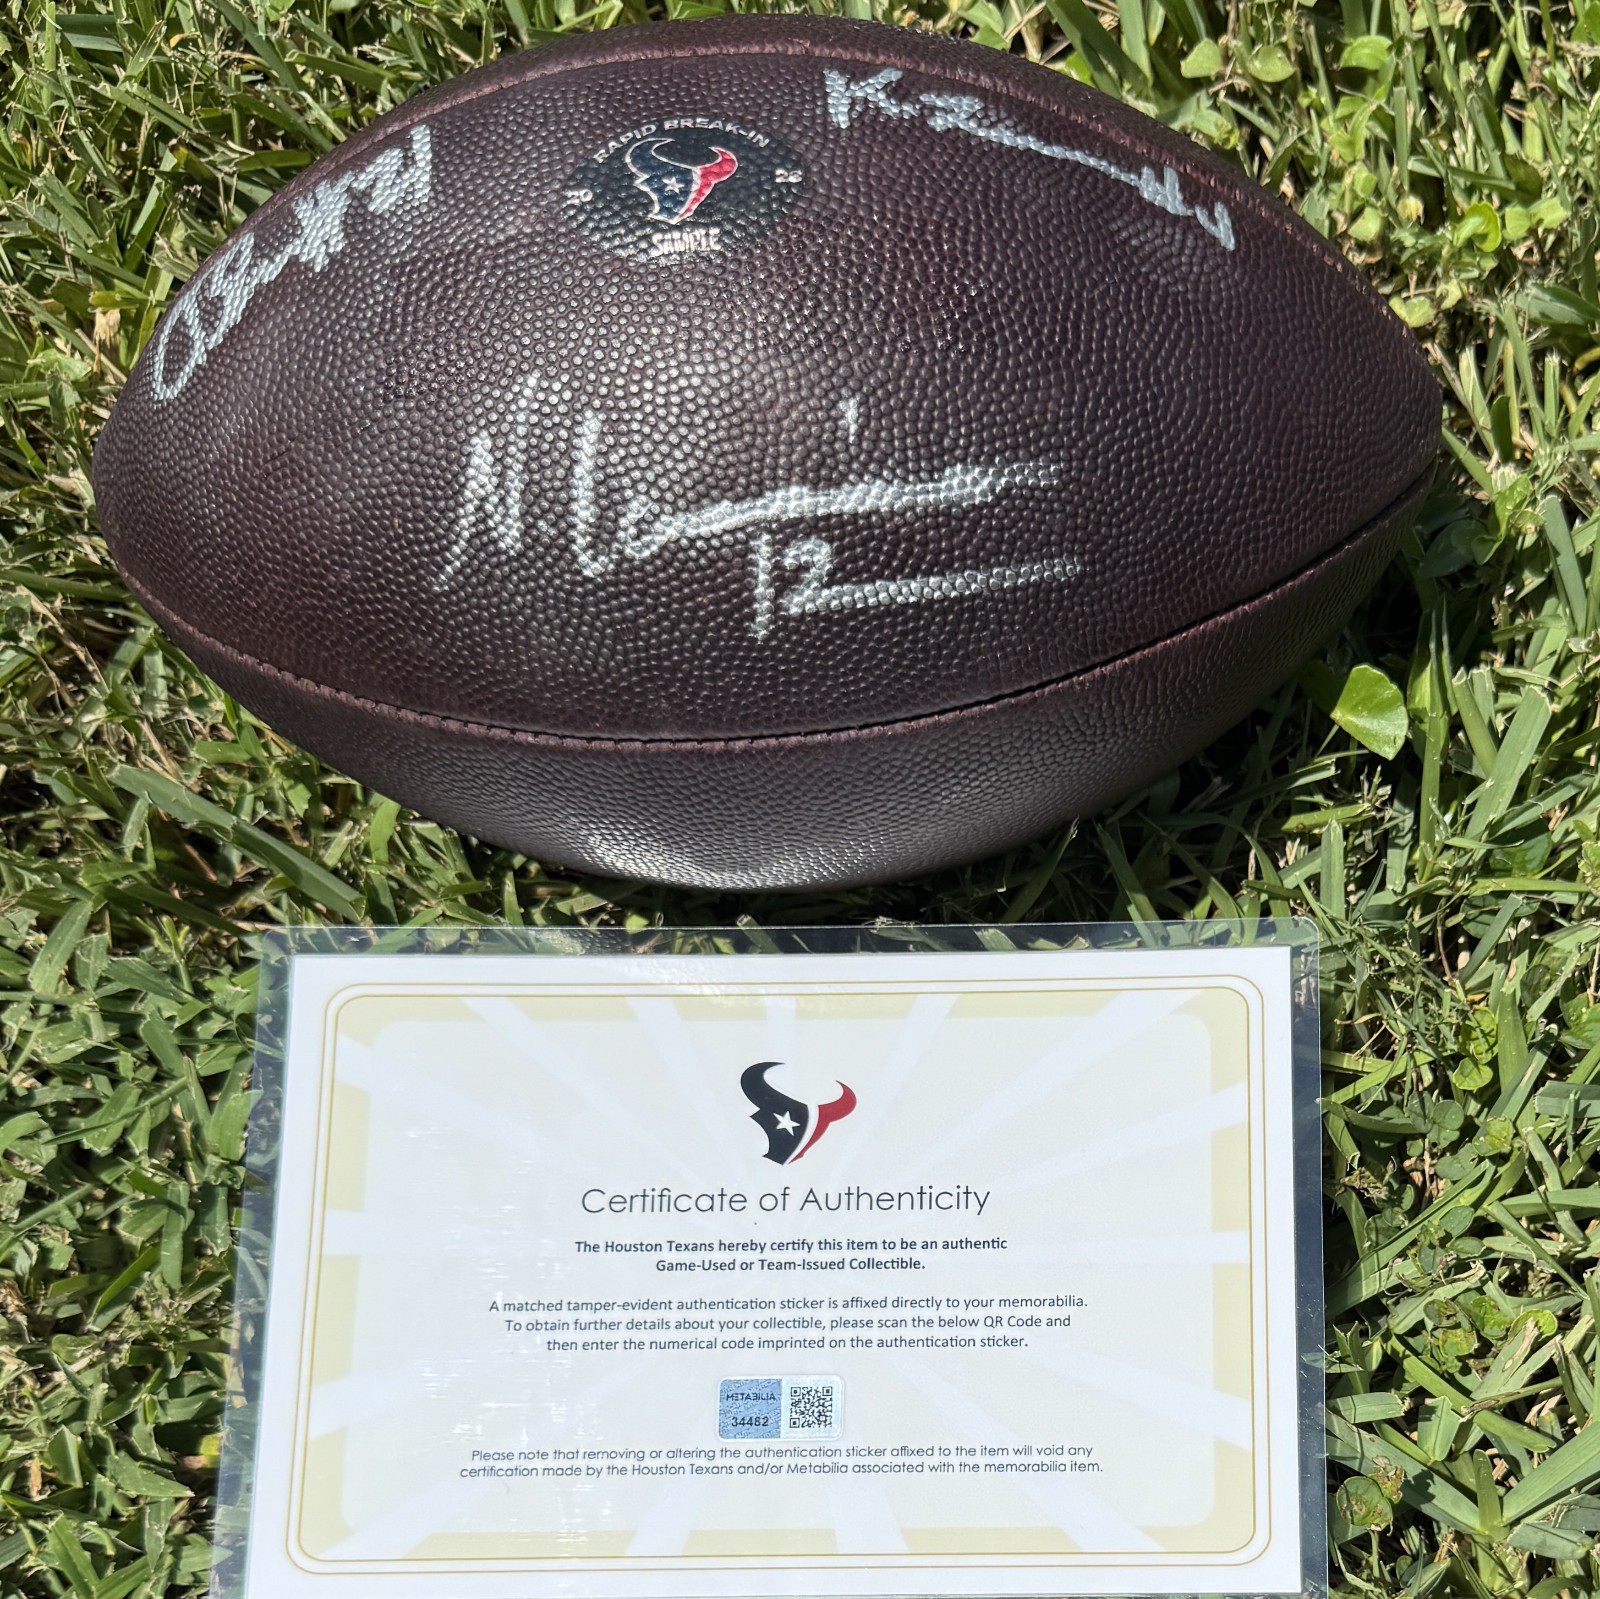 RAPID BREAK-IN
20 22
SAMPLE
12
Certificate of Authenticity
The Houston Texans hereby certify this item to be an authentic
Game-Used or Team-Issued Collectible.
A matched tamper-evident authentication sticker is affixed directly to your memorabilia.
To obtain further details about your collectible, please scan the below QR Code and
then enter the numerical code imprinted on the authentication sticker.
METABILIA
34482
Please note that removing or altering the authentication sticker affixed to the item will void any
certification made by the Houston Texans and/or Metabilia associated with the memorabilia item.